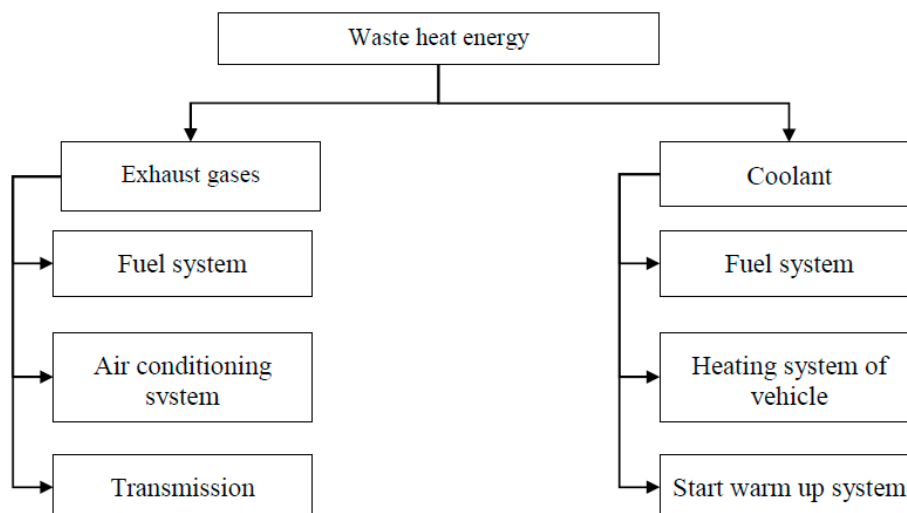 Waste heat energy
Exhaust gases
Fuel system
Air conditioning
system
Transmission
Coolant
Fuel system
Heating system of
vehicle
Start warm up system